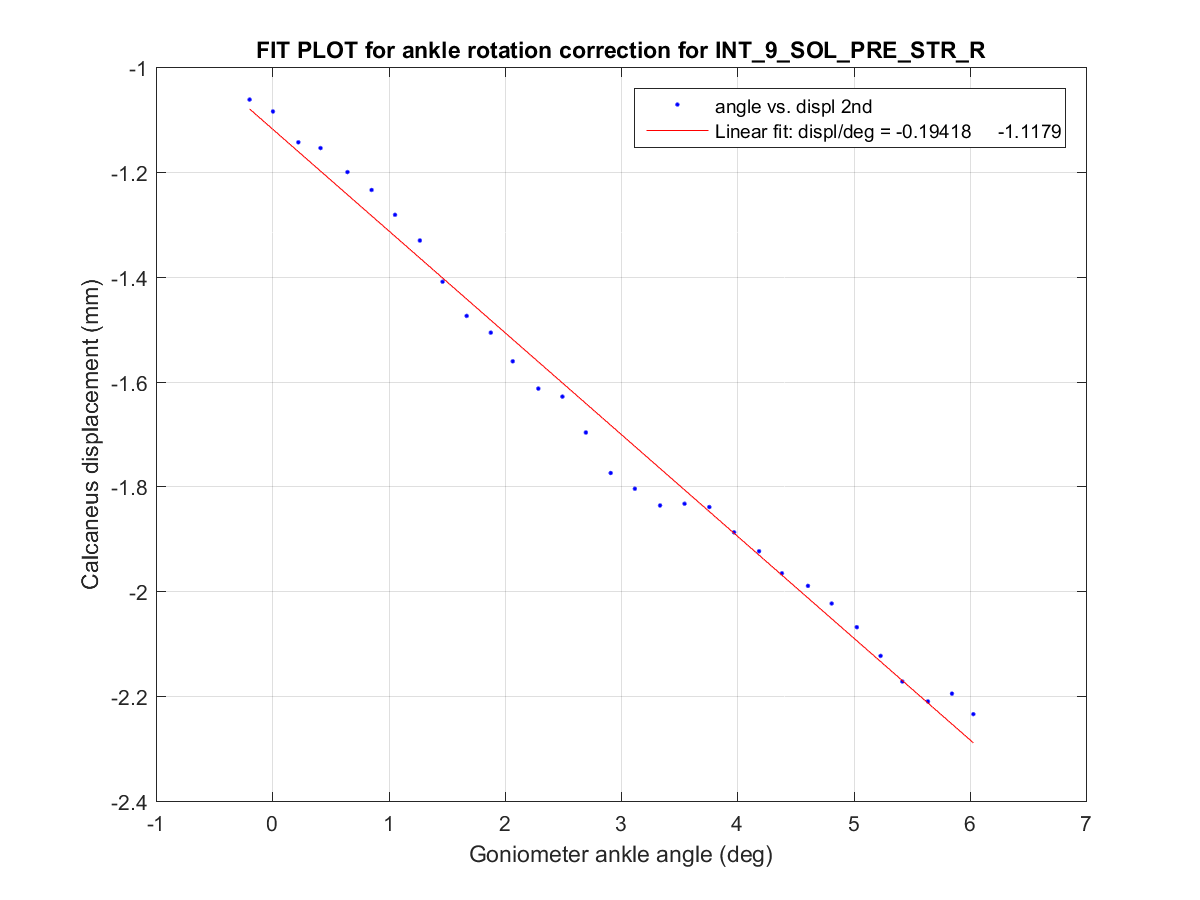 FIT PLOT for ankle rotation correction for INT_9_SOL_PRE_STR_R
angle vs. displ 2nd
Linear fit: displ/deg = -0.19418 -1.1179
Calcaneus displacement (mm)
-1
-1.2
-1.4
-1.6
-1.8
-2
-2.2
-2.4
-1 0 1 2 3 4 5 6 7
Goniometer ankle angle (deg)